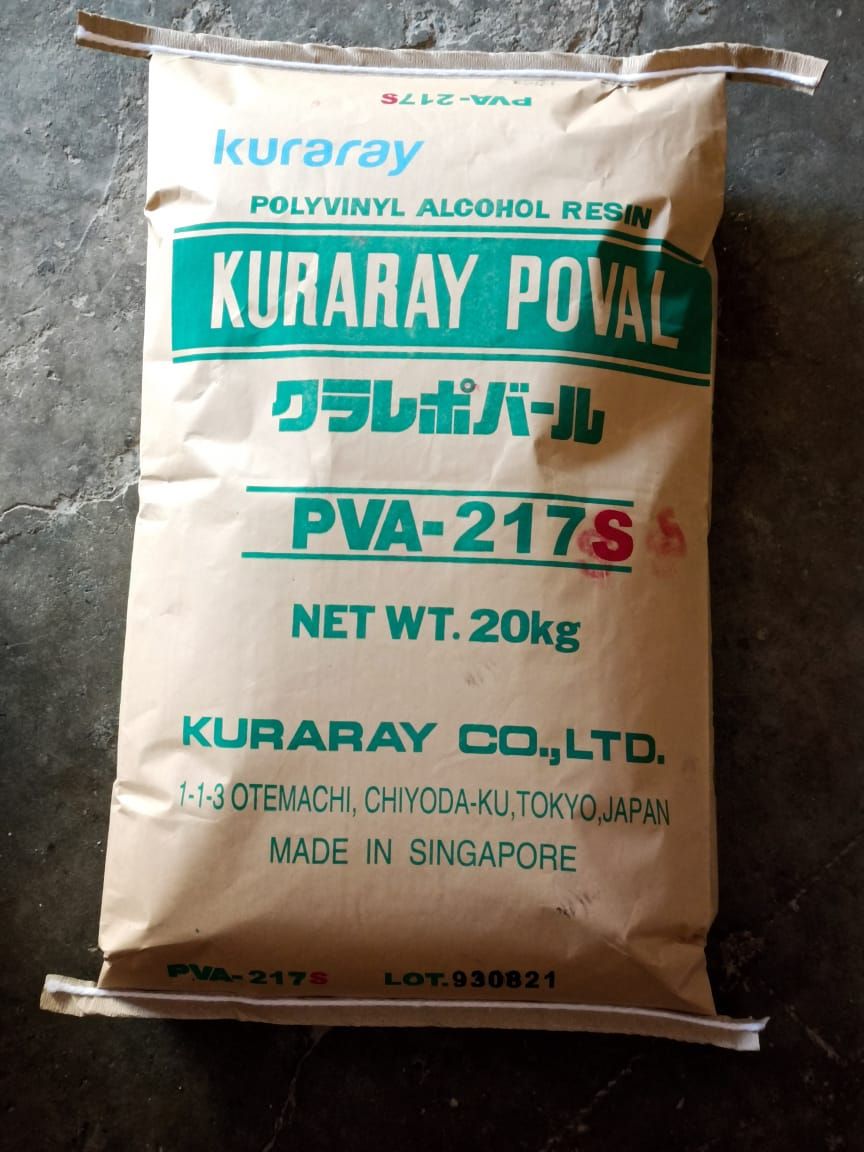 PVA-217S
kuraray
POLYVINYL ALCOHOL RESIN
KURARAY POVAL
クラレポバール
PVA-217S S
NET WT. 20kg
KURARAY CO.,LTD.
1-1-3 OTEMACHI, CHIYODA-KU,TOKYO,JAPAN
MADE IN SINGAPORE
PVA-217S LOT.930821